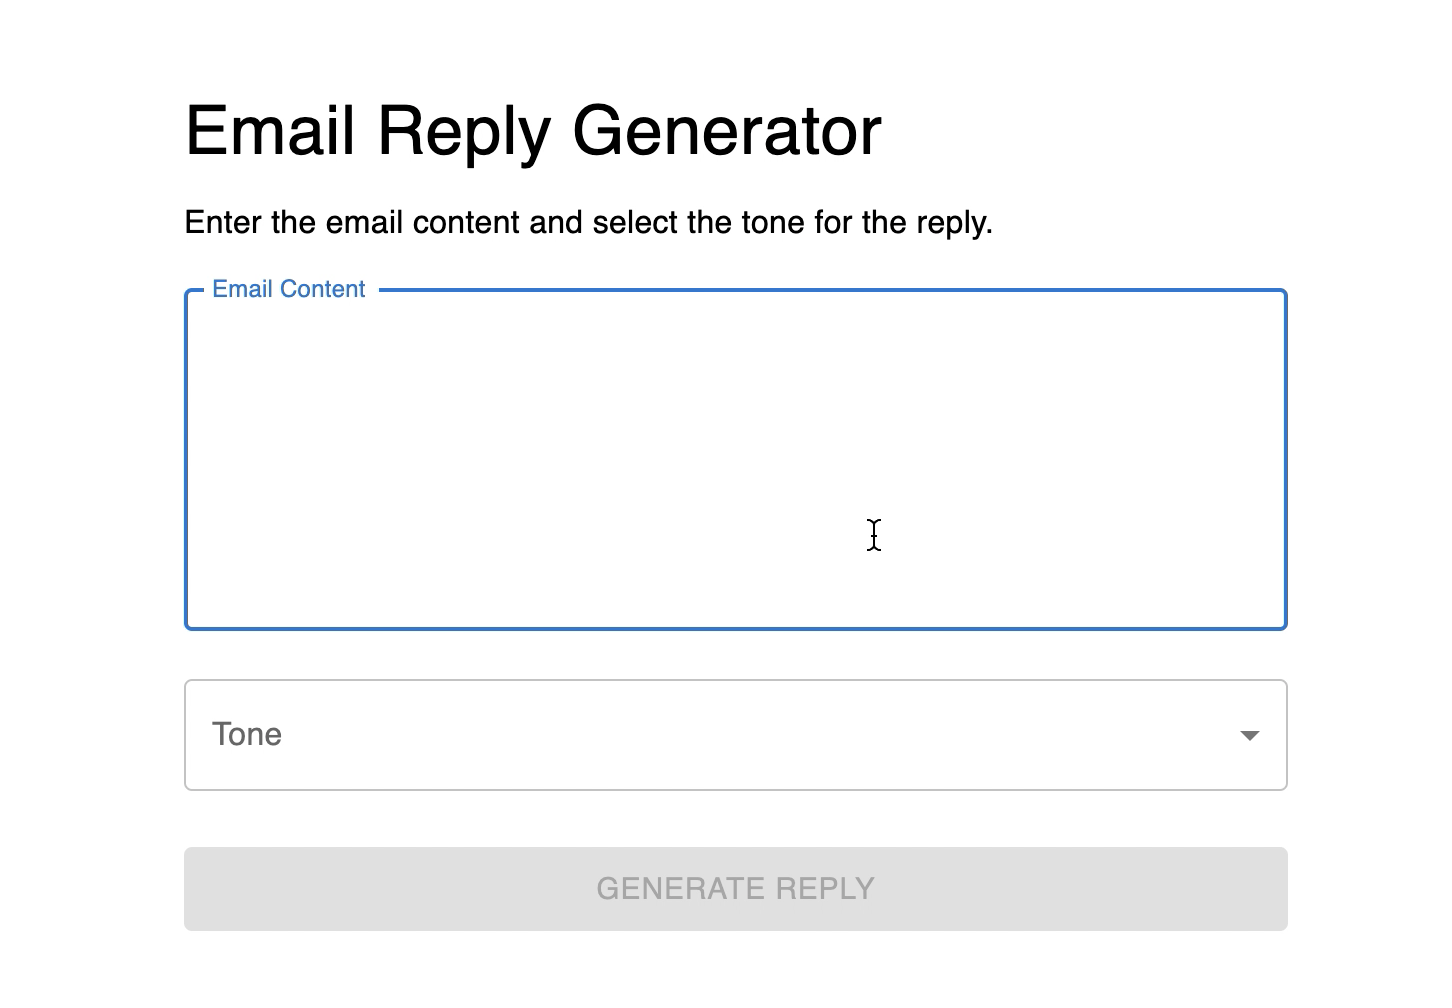 Email Reply Generator
Enter the email content and select the tone for the reply.
Email Content
Tone
GENERATE REPLY